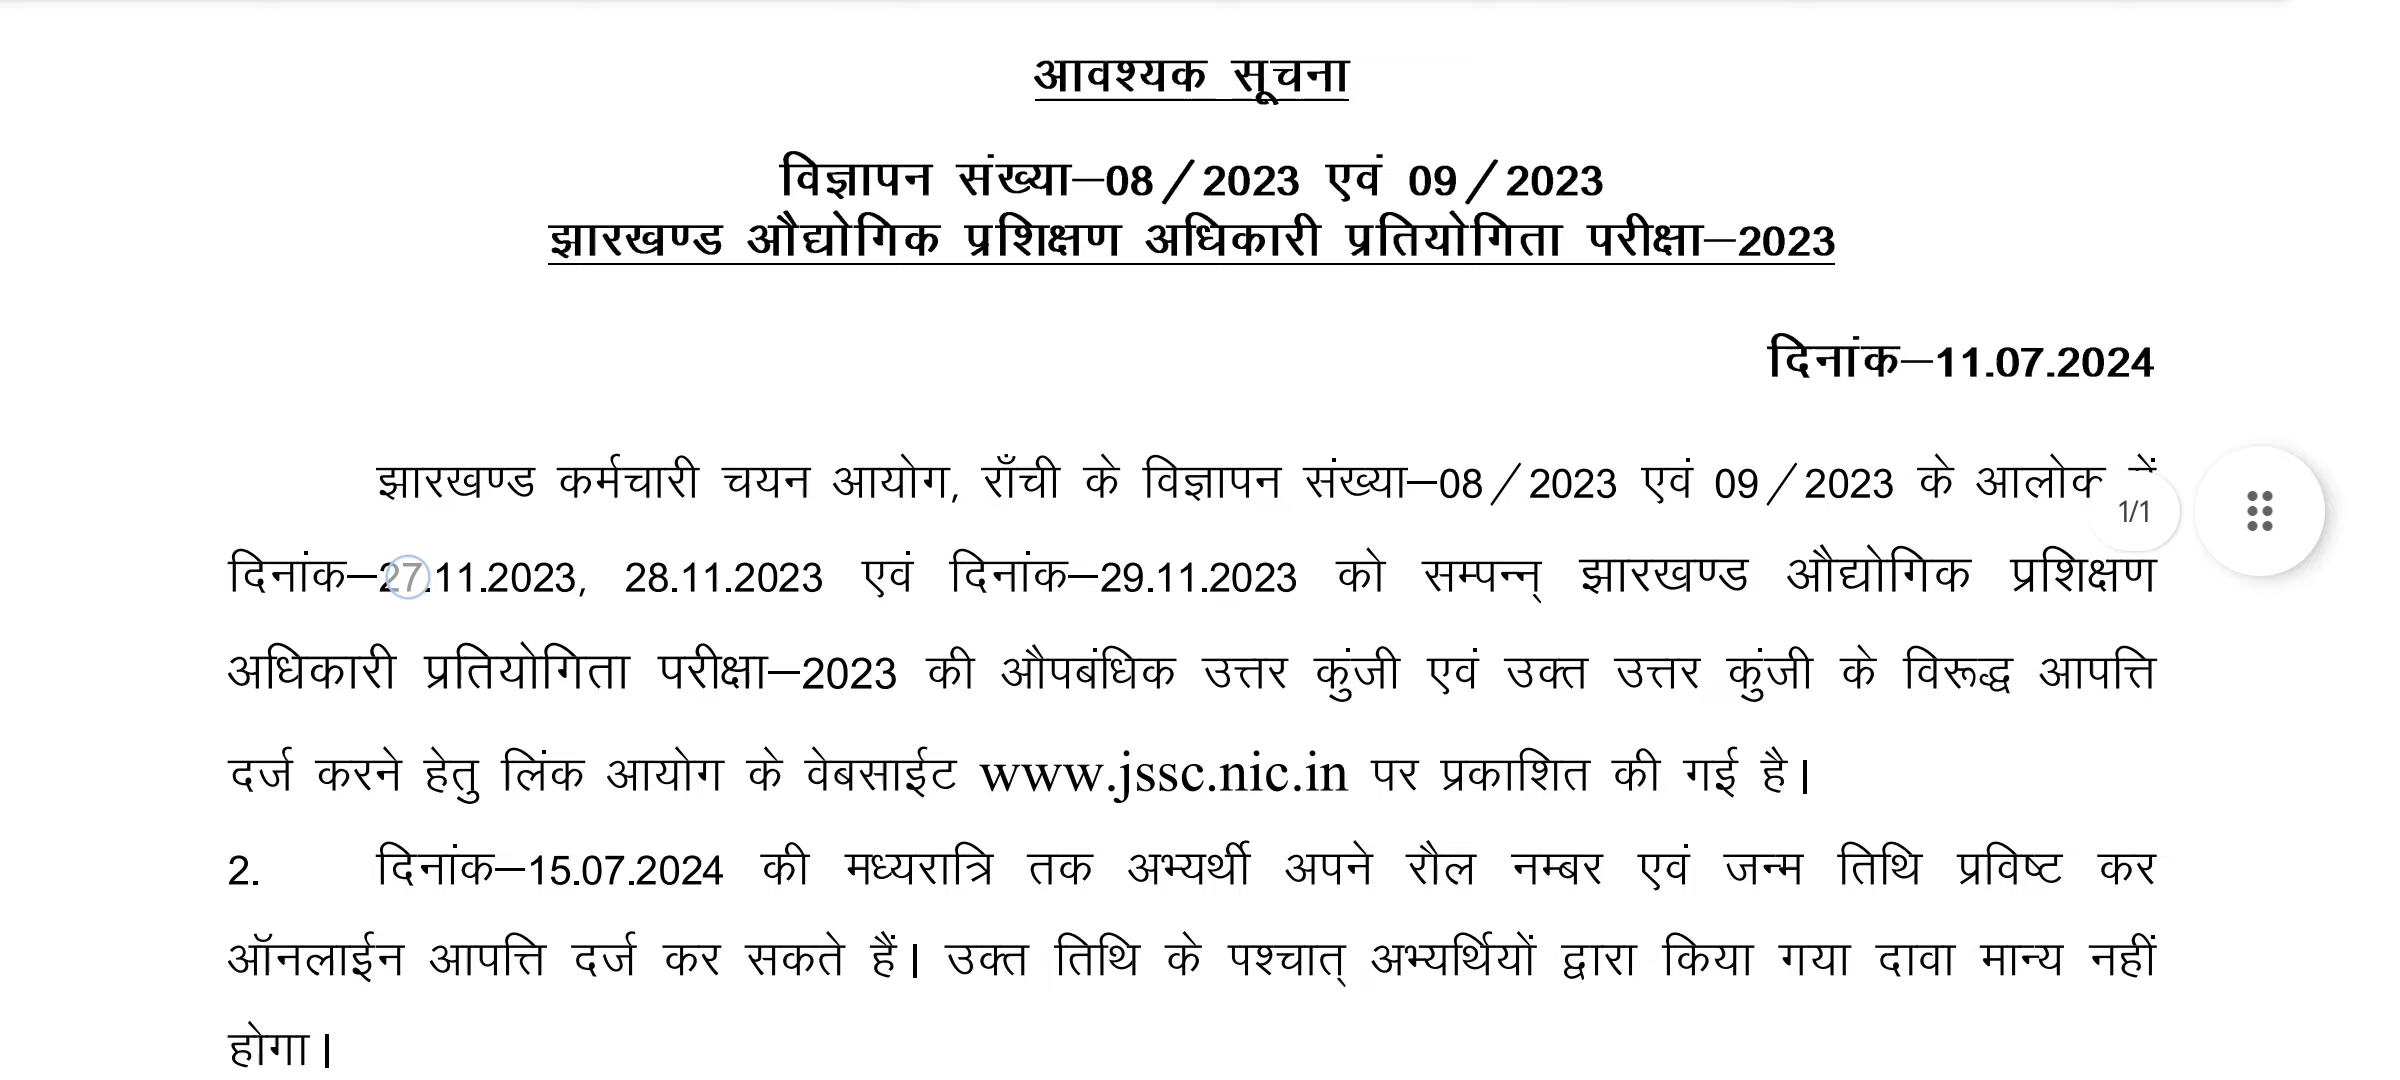 आवश्यक सूचना
विज्ञापन संख्या–08/2023 एवं 09/2023
झारखण्ड औद्योगिक प्रशिक्षण अधिकारी प्रतियोगिता परीक्षा–2023
दिनांक–11.07.2024
झारखण्ड कर्मचारी चयन आयोग, राँची के विज्ञापन संख्या–08/2023 एवं 09/2023 के आलोक में
1/1
दिनांक–27.11.2023, 28.11.2023 एवं दिनांक–29.11.2023 को सम्पन्न् झारखण्ड औद्योगिक प्रशिक्षण
अधिकारी प्रतियोगिता परीक्षा–2023 की औपबंधिक उत्तर कुंजी एवं उक्त उत्तर कुंजी के विरूद्ध आपत्ति
दर्ज करने हेतु लिंक आयोग के वेबसाईट www.jssc.nic.in पर प्रकाशित की गई है।
2. दिनांक–15.07.2024 की मध्यरात्रि तक अभ्यर्थी अपने रौल नम्बर एवं जन्म तिथि प्रविष्ट कर
ऑनलाईन आपत्ति दर्ज कर सकते हैं। उक्त तिथि के पश्चात् अभ्यर्थियों द्वारा किया गया दावा मान्य नहीं
होगा।